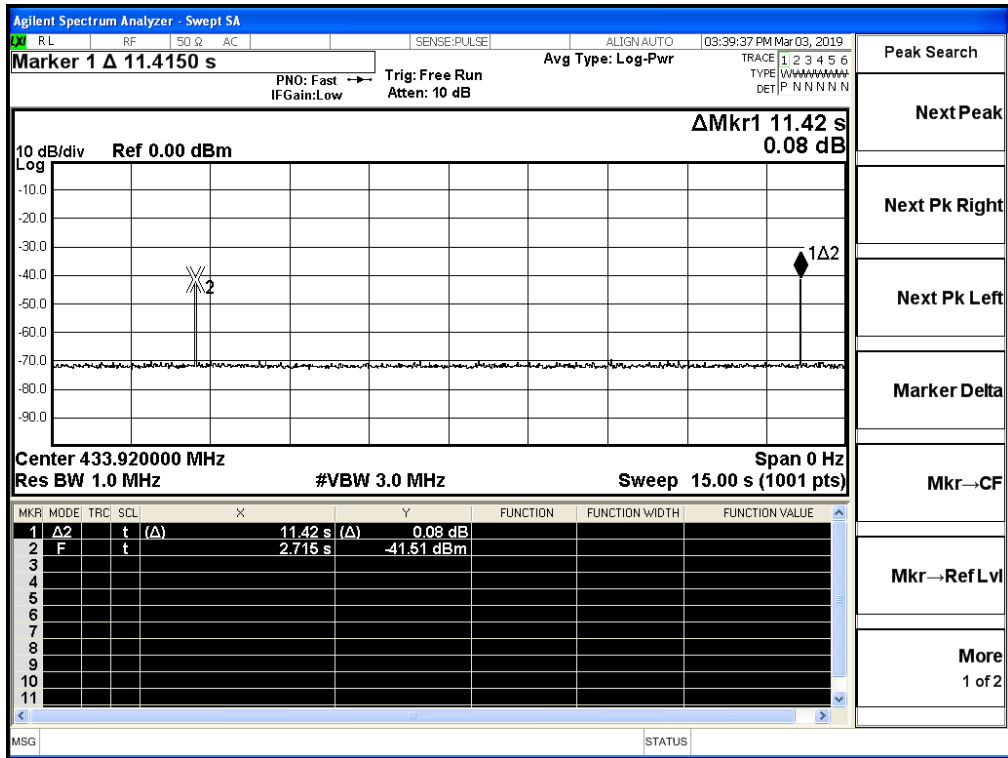 Agilent Spectrum Analyzer - Swept SA
LXI RL RF 50 Ω AC SENSE:PULSE ALIGN AUTO 03:39:37 PM Mar 03, 2019
Marker 1 Δ 11.4150 s
PNO: Fast
IFGain:Low
Trig: Free Run
Atten: 10 dB
Avg Type: Log-Pwr
TRACE 1 2 3 4 5 6
TYPE WWWWWW
DET P N N N N N
Peak Search
Next Peak
Next Pk Right
Next Pk Left
Marker Delta
Mkr→CF
Mkr→Ref Lvl
More
1 of 2
ΔMkr1 11.42 s
0.08 dB
10 dB/div Ref 0.00 dBm
Log
-10.0
-20.0
-30.0
1Δ2
-40.0
2
-50.0
-60.0
-70.0
-80.0
-90.0
Center 433.920000 MHz Span 0 Hz
Res BW 1.0 MHz #VBW 3.0 MHz Sweep 15.00 s (1001 pts)
MKR MODE TRC SCL X Y FUNCTION FUNCTION WIDTH FUNCTION VALUE
1 Δ2 t (Δ) 11.42 s (Δ) 0.08 dB
2 F t 2.715 s -41.51 dBm
3
4
5
6
7
8
9
10
11
MSG STATUS